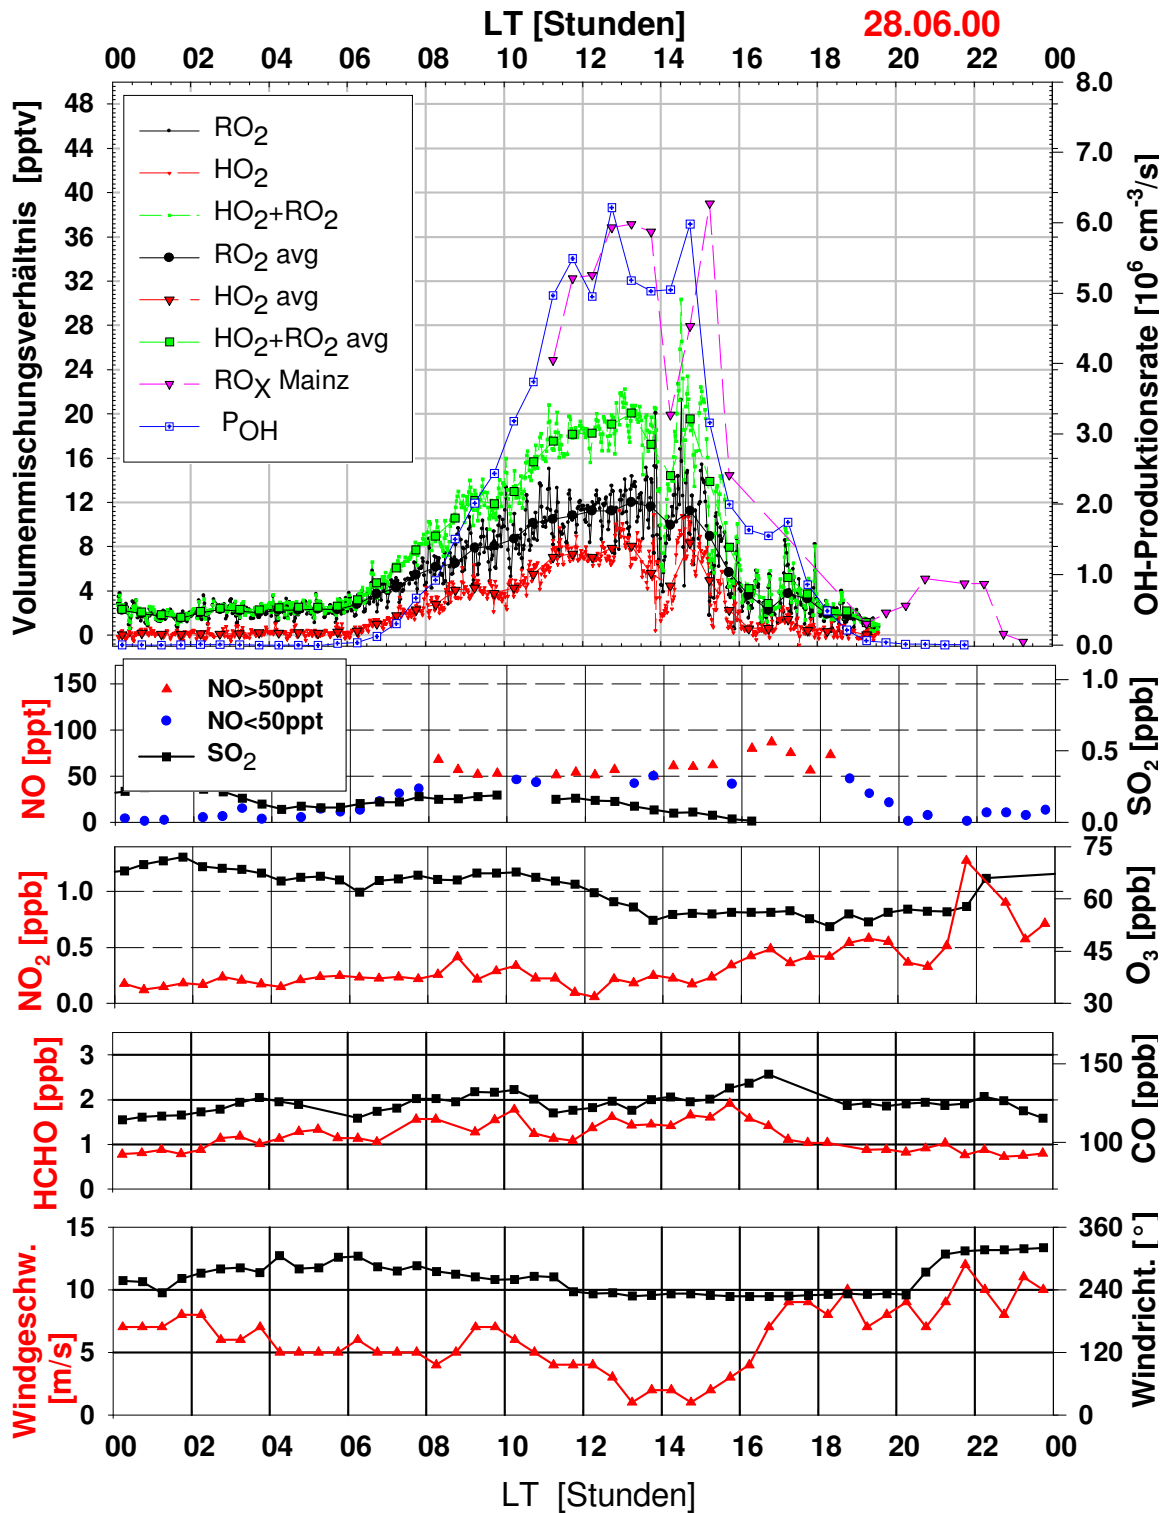 LT [Stunden] 28.06.00
00 02 04 06 08 10 12 14 16 18 20 22 00
Volumenmischungsverhältnis [pptv]
48
44
40
36
32
28
24
20
16
12
8
4
0
RO2
HO2
HO2+RO2
RO2 avg
HO2 avg
HO2+RO2 avg
ROX Mainz
POH
8.0
7.0
6.0
5.0
4.0
3.0
2.0
1.0
0.0
OH-Produktionsrate [10^6 cm^-3/s]
NO [ppt]
150
100
50
0
NO>50ppt
NO<50ppt
SO2
1.0
0.5
0.0
SO2 [ppb]
NO2 [ppb]
1.0
0.5
0.0
75
60
45
30
O3 [ppb]
HCHO [ppb]
3
2
1
0
150
100
CO [ppb]
Windgeschw.
[m/s]
15
10
5
0
360
240
120
0
Windricht. [°]
00 02 04 06 08 10 12 14 16 18 20 22 00
LT [Stunden]